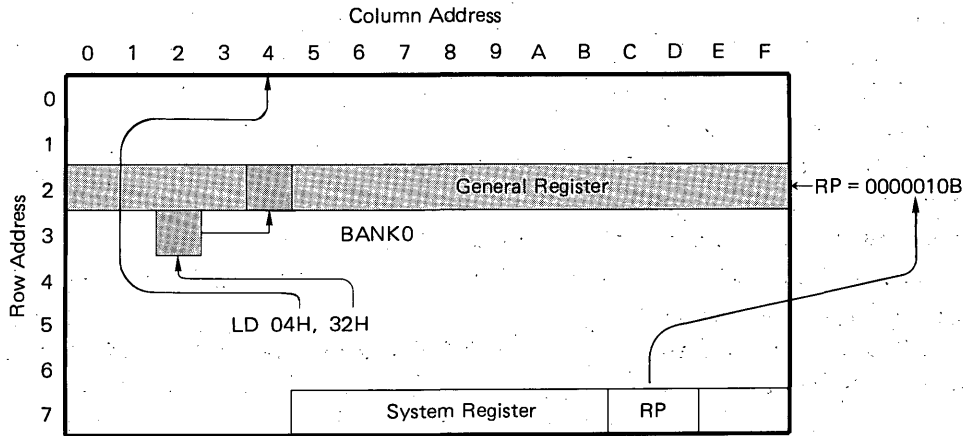 Column Address
0 1 2 3 4 5 6 7 8 9 A B C D E F
Row Address
0
1
2 General Register RP = 0000010B
3 BANK0
4
5 LD 04H, 32H
6
7 System Register RP